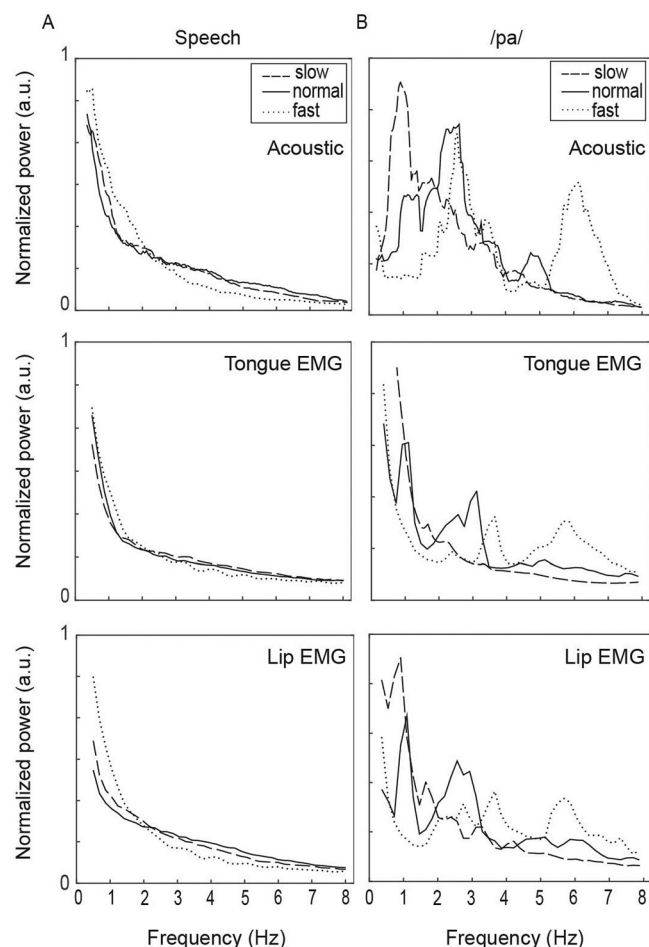 A
B
Speech
/pa/
1
slow
normal
fast
Acoustic
Normalized power (a.u.)
0
slow
normal
fast
Acoustic
1
Tongue EMG
Normalized power (a.u.)
0
Tongue EMG
1
Lip EMG
Normalized power (a.u.)
0
0 1 2 3 4 5 6 7 8
Frequency (Hz)
Lip EMG
0 1 2 3 4 5 6 7 8
Frequency (Hz)